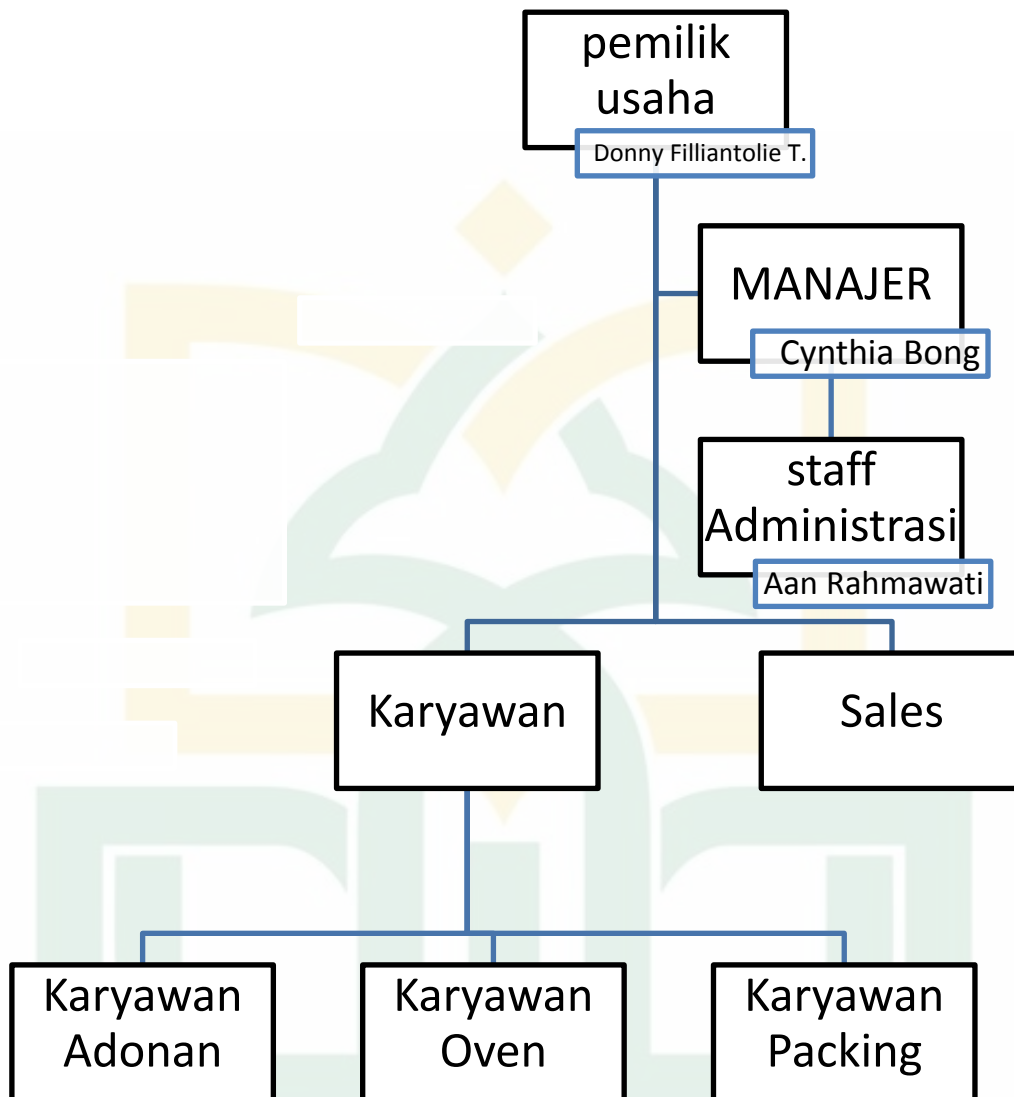 pemilik
usaha
Donny Filliantolie T.
MANAJER
Cynthia Bong
staff
Administrasi
Aan Rahmawati
Karyawan
Sales
Karyawan
Adonan
Karyawan
Oven
Karyawan
Packing